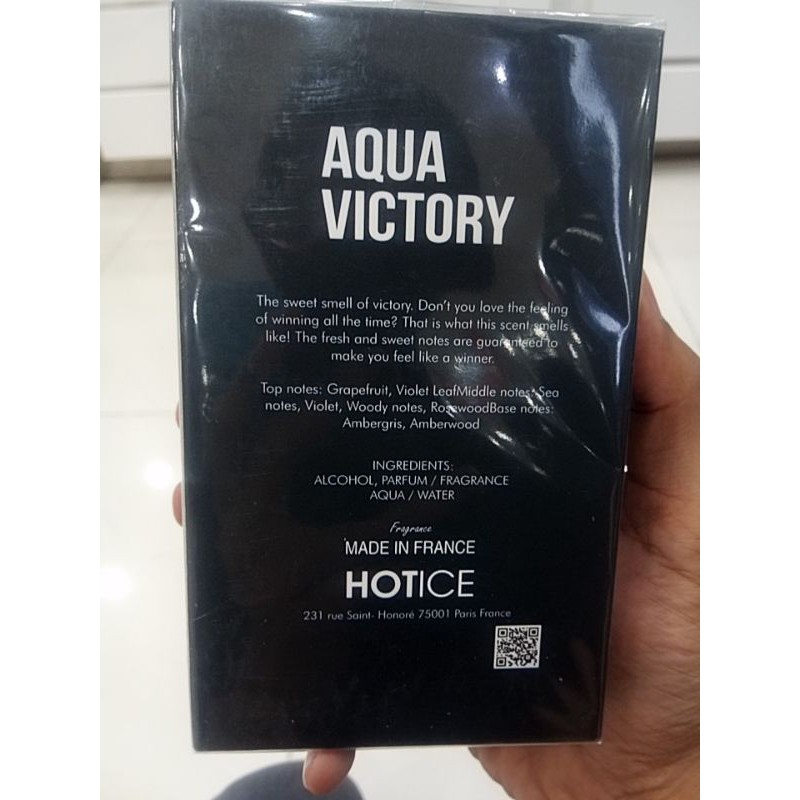 AQUA
VICTORY
The sweet smell of victory. Don't you love the feeling
of winning all the time? That is what this scent smells
like! The fresh and sweet notes are guaranteed to
make you feel like a winner.
Top notes: Grapefruit, Violet LeafMiddle notes: Sea
notes, Violet, Woody notes, RosewoodBase notes:
Ambergris, Amberwood
INGREDIENTS:
ALCOHOL, PARFUM / FRAGRANCE
AQUA / WATER
Fragrance
MADE IN FRANCE
HOTICE
231 rue Saint- Honoré 75001 Paris France